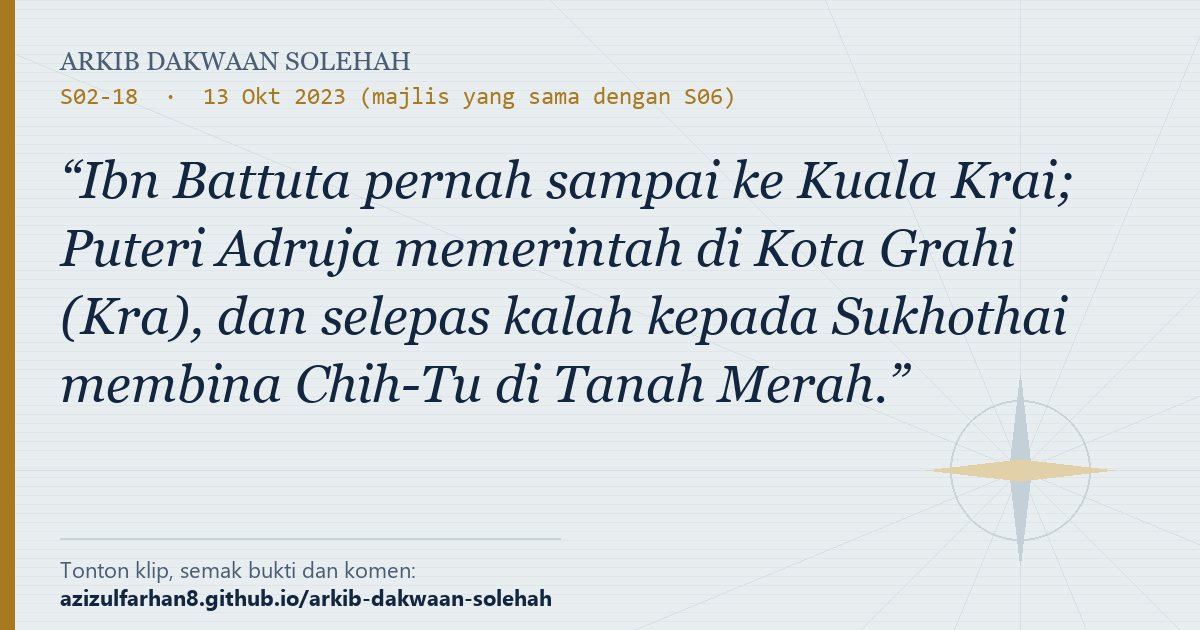 ARKIB DAKWAAN SOLEHAH
S02-18 · 13 Okt 2023 (majlis yang sama dengan S06)
“Ibn Battuta pernah sampai ke Kuala Krai;
Puteri Adruja memerintah di Kota Grahi
(Kra), dan selepas kalah kepada Sukhothai
membina Chih-Tu di Tanah Merah.”
Tonton klip, semak bukti dan komen:
azizulfarhan8.github.io/arkib-dakwaan-solehah